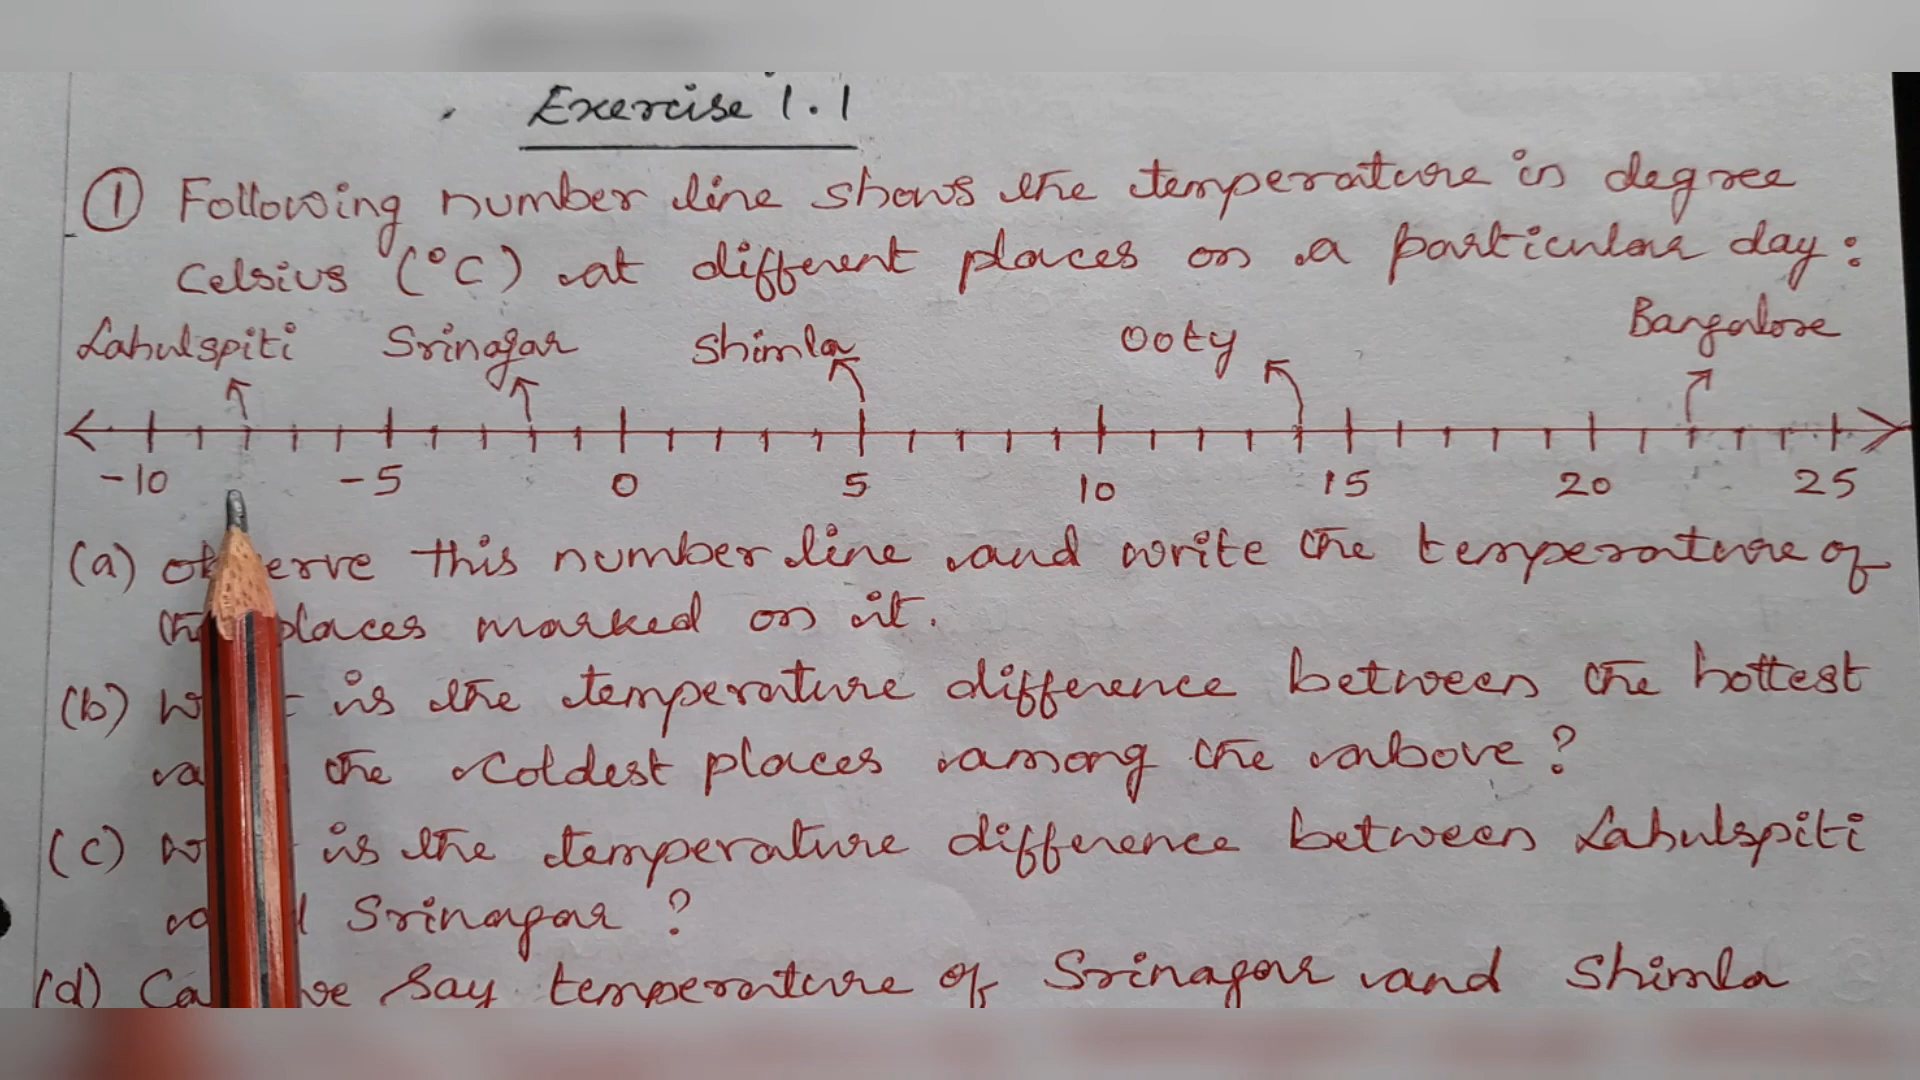 Exercise 1.1
① Following number line shows the temperature in degree
Celsius (°C) at different places on a particular day:
Lahulspiti Srinagar Shimla Ooty Bangalore
-10 -5 0 5 10 15 20 25
(a) observe this number line and write the temperature of
the places marked on it.
(b) is the temperature difference between the hottest
the coldest places among the above?
(c) is the temperature difference between Lahulspiti
Srinagar?
(d) say temperature of Srinagar and Shimla